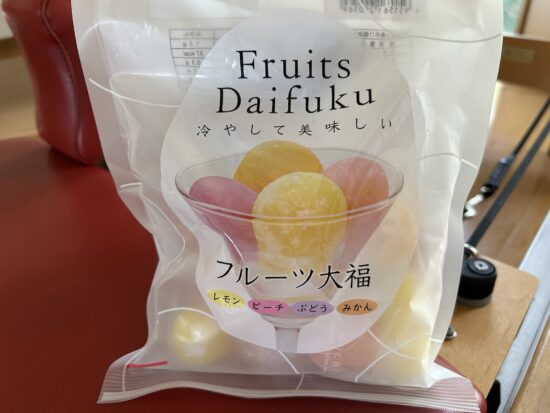 Fruits
Daifuku
冷やして美味しい
フルーツ大福
レモン ピーチ ぶどう みかん